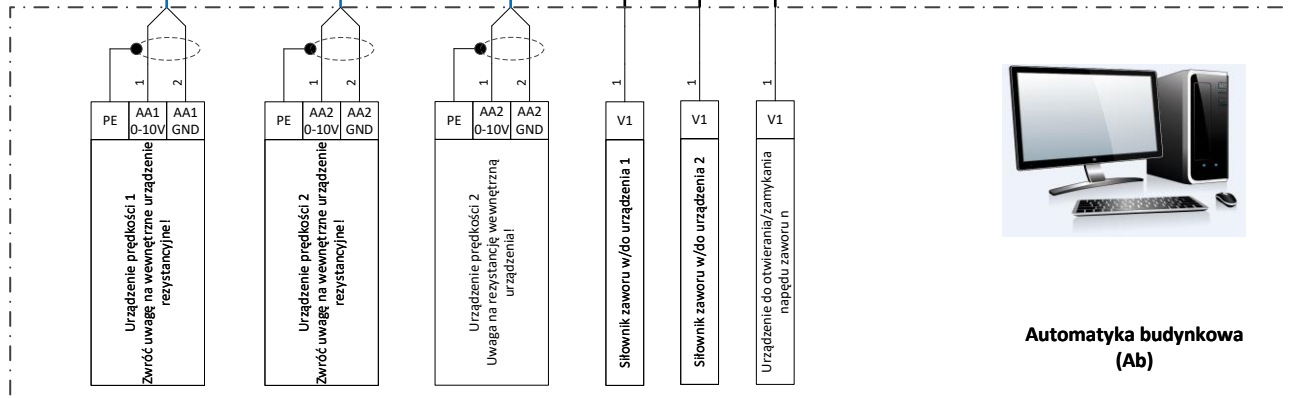 1
2
PE
AA1
0-10V
AA1
GND
Urządzenie prędkości 1
Zwróć uwagę na wewnętrzne urządzenie
rezystancyjne!
1
2
PE
AA2
0-10V
AA2
GND
Urządzenie prędkości 2
Zwróć uwagę na wewnętrzne urządzenie
rezystancyjne!
1
2
PE
AA2
0-10V
AA2
GND
Urządzenie prędkości 2
Uwaga na rezystancję wewnętrzną
urządzenia!
1
V1
Siłownik zaworu w/do urządzenia 1
1
V1
Siłownik zaworu w/do urządzenia 2
1
V1
Urządzenie do otwierania/zamykania
napędu zaworu n
Automatyka budynkowa
(Ab)